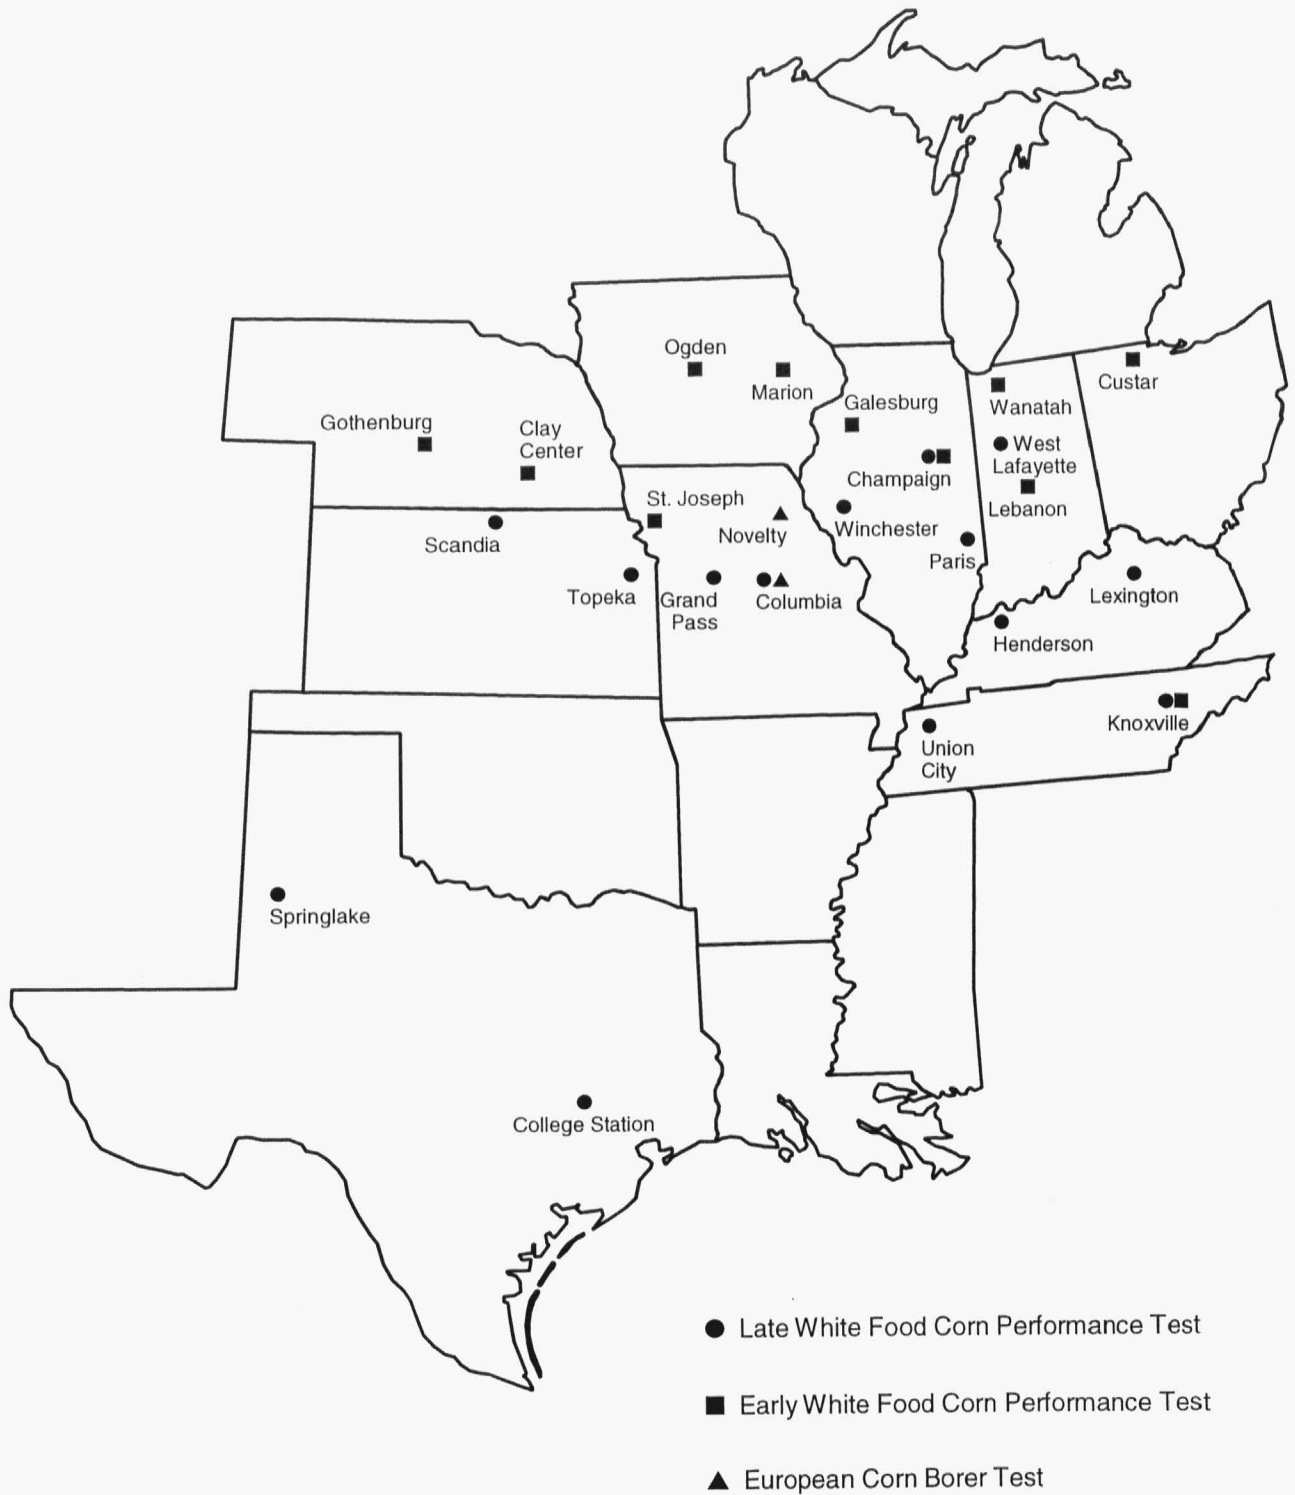 Ogden
Marion
Galesburg
Custar
Wanatah
Gothenburg
Clay
Center
West
Lafayette
Champaign
St. Joseph
Lebanon
Novelty
Winchester
Scandia
Paris
Topeka
Grand
Pass
Columbia
Lexington
Henderson
Knoxville
Union
City
Springlake
College Station
Late White Food Corn Performance Test
Early White Food Corn Performance Test
European Corn Borer Test